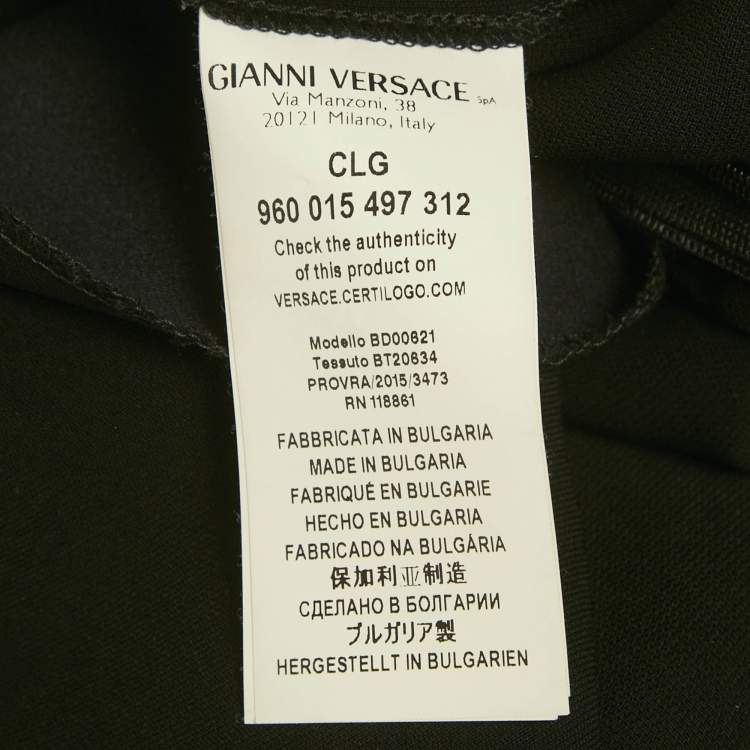 GIANNI VERSACE SpA
Via Manzoni, 38
20121 Milano, Italy
CLG
960 015 497 312
Check the authenticity
of this product on
VERSACE.CERTILOGO.COM
Modello BD00621
Tessuto BT20634
PROVRA/2015/3473
RN 118861
FABBRICATA IN BULGARIA
MADE IN BULGARIA
FABRIQUÉ EN BULGARIE
HECHO EN BULGARIA
FABRICADO NA BULGÁRIA
保加利亚制造
СДЕЛАНО В БОЛГАРИИ
ブルガリア製
HERGESTELLT IN BULGARIEN